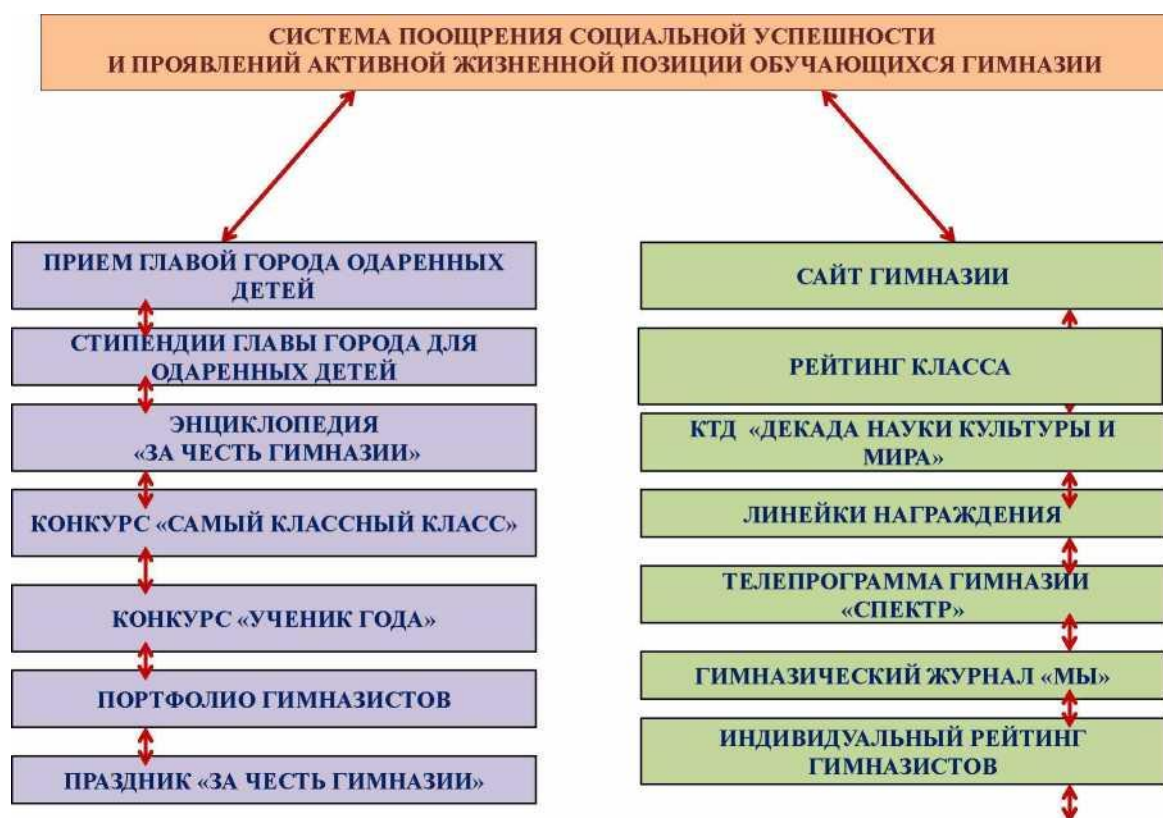 СИСТЕМА ПООЩРЕНИЯ СОЦИАЛЬНОЙ УСПЕШНОСТИ
И ПРОЯВЛЕНИЙ АКТИВНОЙ ЖИЗНЕННОЙ ПОЗИЦИИ ОБУЧАЮЩИХСЯ ГИМНАЗИИ
ПРИЕМ ГЛАВОЙ ГОРОДА ОДАРЕННЫХ
ДЕТЕЙ
СТИПЕНДИИ ГЛАВЫ ГОРОДА ДЛЯ
ОДАРЕННЫХ ДЕТЕЙ
ЭНЦИКЛОПЕДИЯ
«ЗА ЧЕСТЬ ГИМНАЗИИ»
КОНКУРС «САМЫЙ КЛАССНЫЙ КЛАСС»
КОНКУРС «УЧЕНИК ГОДА»
ПОРТФОЛИО ГИМНАЗИСТОВ
ПРАЗДНИК «ЗА ЧЕСТЬ ГИМНАЗИИ»
САЙТ ГИМНАЗИИ
РЕЙТИНГ КЛАССА
КТД «ДЕКАДА НАУКИ КУЛЬТУРЫ И
МИРА»
ЛИНЕЙКИ НАГРАЖДЕНИЯ
ТЕЛЕПРОГРАММА ГИМНАЗИИ
«СПЕКТР»
ГИМНАЗИЧЕСКИЙ ЖУРНАЛ «МЫ»
ИНДИВИДУАЛЬНЫЙ РЕЙТИНГ
ГИМНАЗИСТОВ